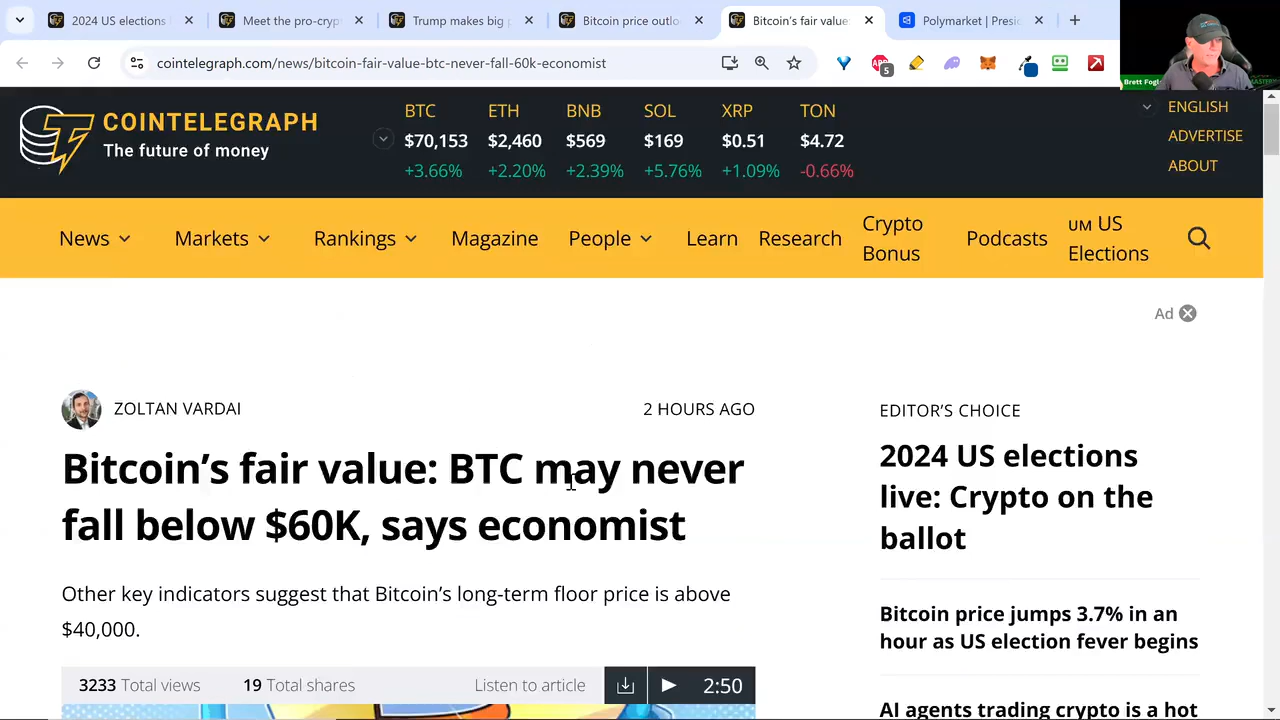 2024 US elections
Meet the pro-cryp
Trump makes big p
Bitcoin price outlo
Bitcoin's fair value:
Polymarket | Presid
cointelegraph.com/news/bitcoin-fair-value-btc-never-fall-60k-economist
5
Brett Fogl
COINTELEGRAPH
The future of money
BTC ETH BNB SOL XRP TON
$70,153 $2,460 $569 $169 $0.51 $4.72
+3.66% +2.20% +2.39% +5.76% +1.09% -0.66%
ENGLISH
ADVERTISE
ABOUT
News Markets Rankings Magazine People Learn Research Crypto Bonus Podcasts UM US Elections
Ad
ZOLTAN VARDAI
2 HOURS AGO
Bitcoin’s fair value: BTC may never
fall below $60K, says economist
Other key indicators suggest that Bitcoin’s long-term floor price is above
$40,000.
3233 Total views 19 Total shares Listen to article 2:50
EDITOR’S CHOICE
2024 US elections
live: Crypto on the
ballot
Bitcoin price jumps 3.7% in an
hour as US election fever begins
AI agents trading crypto is a hot